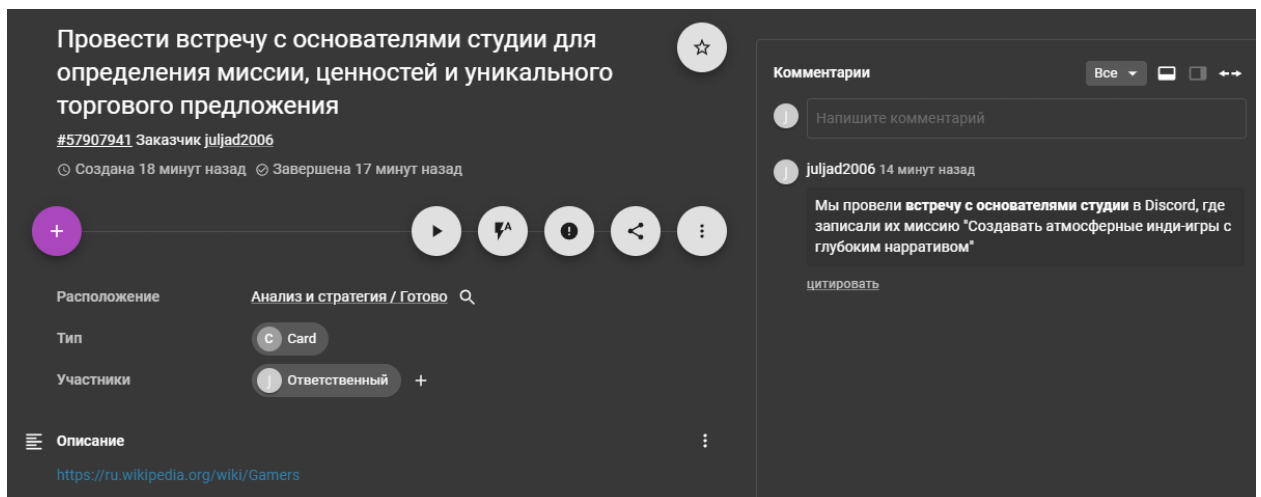 Провести встречу с основателями студии для
определения миссии, ценностей и уникального
торгового предложения
#57907941 Заказчик juljad2006
Создана 18 минут назад Завершена 17 минут назад
Расположение Анализ и стратегия / Готово
Тип C Card
Участники J Ответственный +
Описание
https://ru.wikipedia.org/wiki/Gamers
Комментарии Все
J Напишите комментарий
J juljad2006 14 минут назад
Мы провели встречу с основателями студии в Discord, где
записали их миссию "Создавать атмосферные инди-игры с
глубоким нарративом"
цитировать